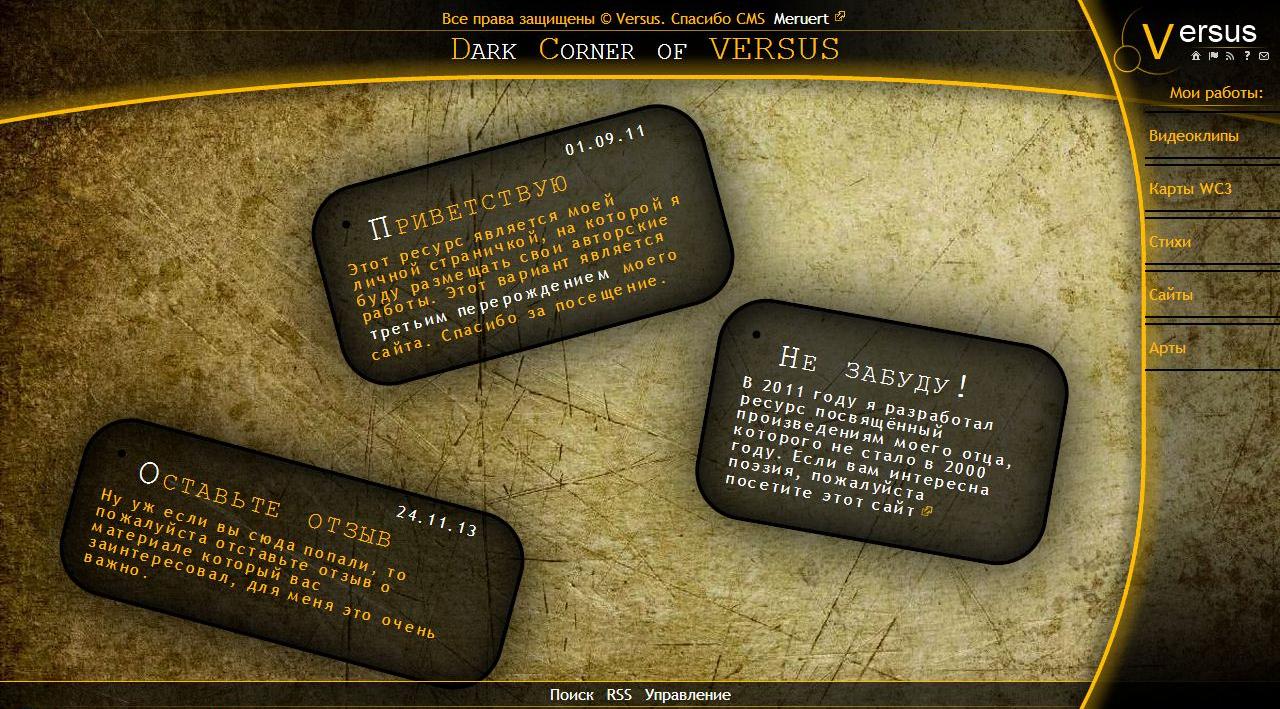 Все права защищены © Versus. Спасибо CMS Meruert
Dark Corner of VERSUS
Versus
Мои работы:
Видеоклипы
Карты WC3
Стихи
Сайты
Арты
01.09.11
Приветствую
Этот ресурс является моей
личной страничкой, на которой я
буду размещать свои авторские
работы. Этот вариант является
третьим перерождением моего
сайта. Спасибо за посещение.
Не забуду!
В 2011 году я разработал
ресурс посвящённый
произведениям моего отца,
которого не стало в 2000
году. Если вам интересна
поэзия, пожалуйста
посетите этот сайт
24.11.13
Оставьте отзыв
Ну уж если вы сюда попали, то
пожалуйста отставьте отзыв о
материале который вас
заинтересовал, для меня это очень
важно.
Поиск RSS Управление